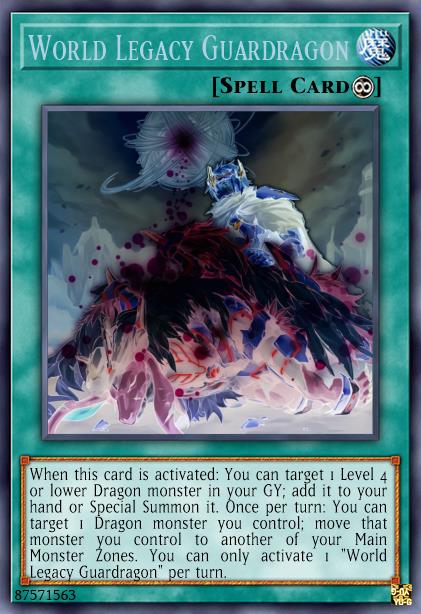 World Legacy Guardragon
魔
[Spell Card]
When this card is activated: You can target 1 Level 4
or lower Dragon monster in your GY; add it to your
hand or Special Summon it. Once per turn: You can
target 1 Dragon monster you control; move that
monster you control to another of your Main
Monster Zones. You can only activate 1 "World
Legacy Guardragon" per turn.
87571563